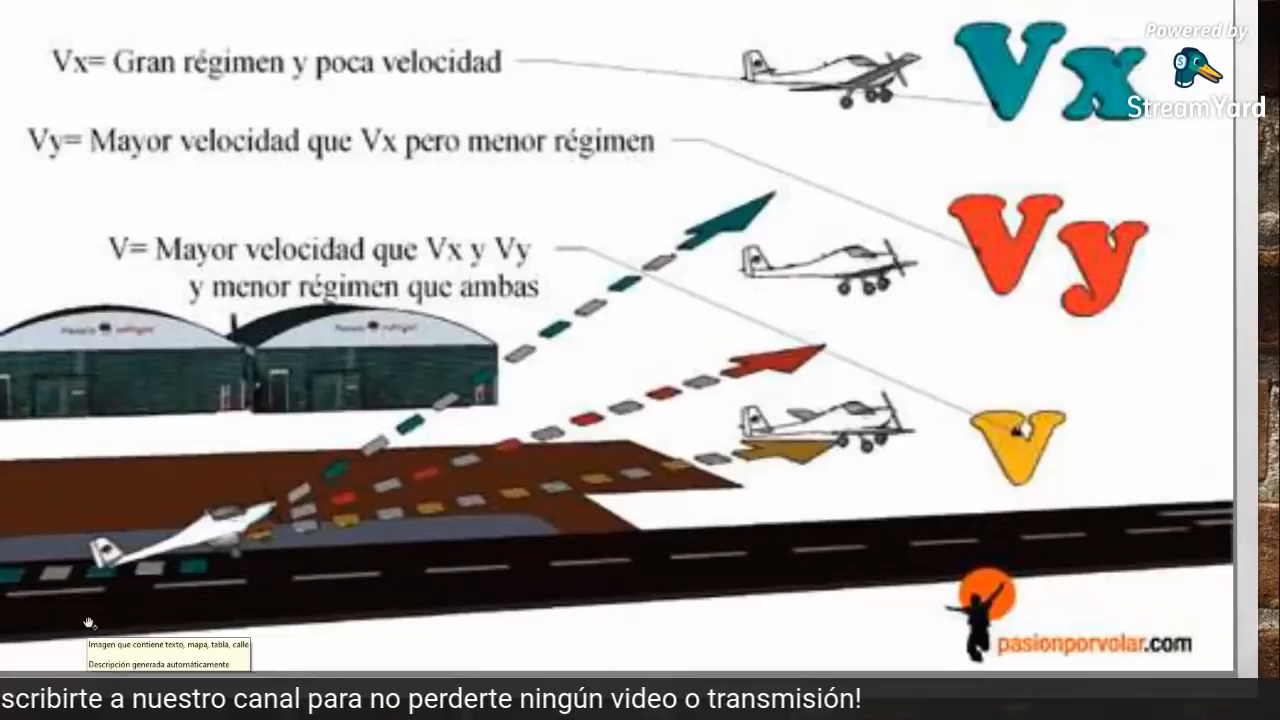 Powered by
StreamYard
Vx= Gran régimen y poca velocidad
Vx
Vy= Mayor velocidad que Vx pero menor régimen
Vy
V= Mayor velocidad que Vx y Vy
y menor régimen que ambas
V
pasionporvolar.com
Imagen que contiene texto, mapa, tabla, calle
Descripción generada automáticamente
scribirte a nuestro canal para no perderte ningún video o transmisión!